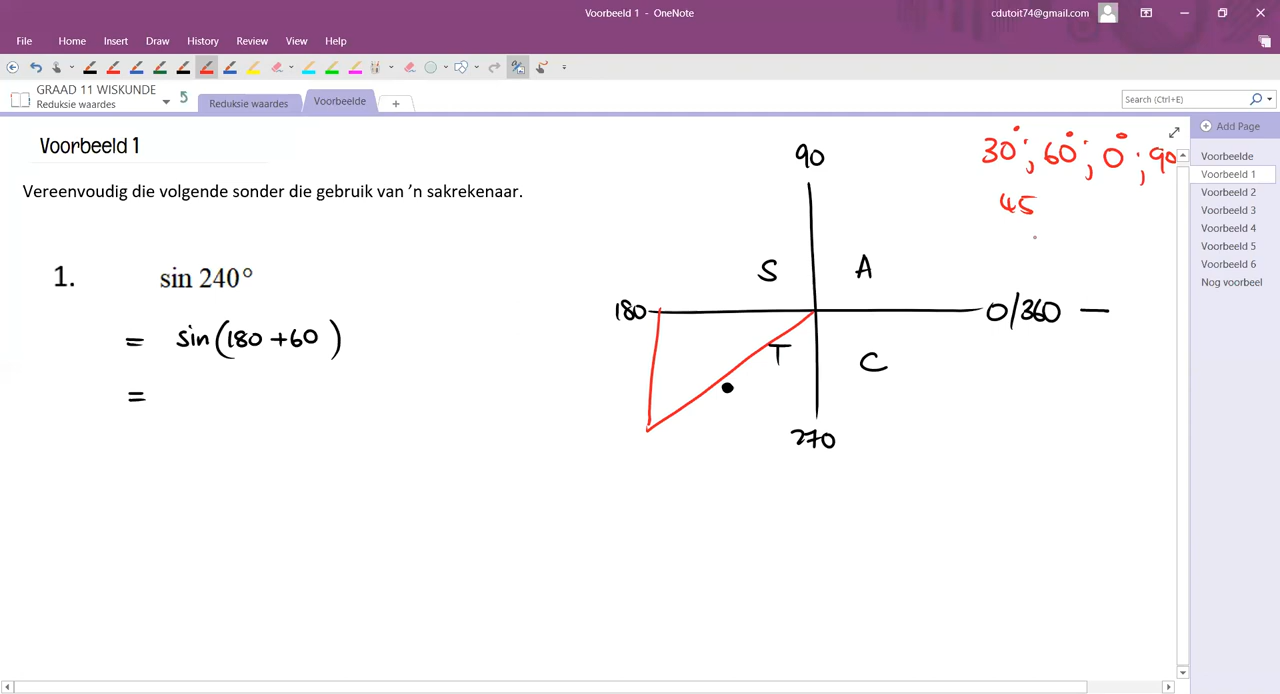 Voorbeeld 1 - OneNote
cdutoit74@gmail.com
File Home Insert Draw History Review View Help
GRAAD 11 WISKUNDE
Reduksie waardes
Reduksie waardes
Voorbeelde
+
Search (Ctrl+E)
Add Page
Voorbeelde
Voorbeeld 1
Voorbeeld 2
Voorbeeld 3
Voorbeeld 4
Voorbeeld 5
Voorbeeld 6
Nog voorbeel
Voorbeeld 1
Vereenvoudig die volgende sonder die gebruik van ’n sakrekenaar.
1. sin 240°
= sin(180+60)
=
90
30°; 60°; 0°; 90
45
S A
180 0/360 —
T C
270